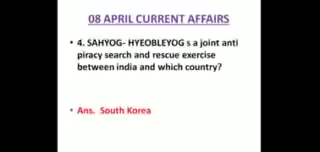 08 APRIL CURRENT AFFAIRS
• 4. SAHYOG- HYEOBLEYOG s a joint anti
piracy search and rescue exercise
between india and which country?
• Ans. South Korea